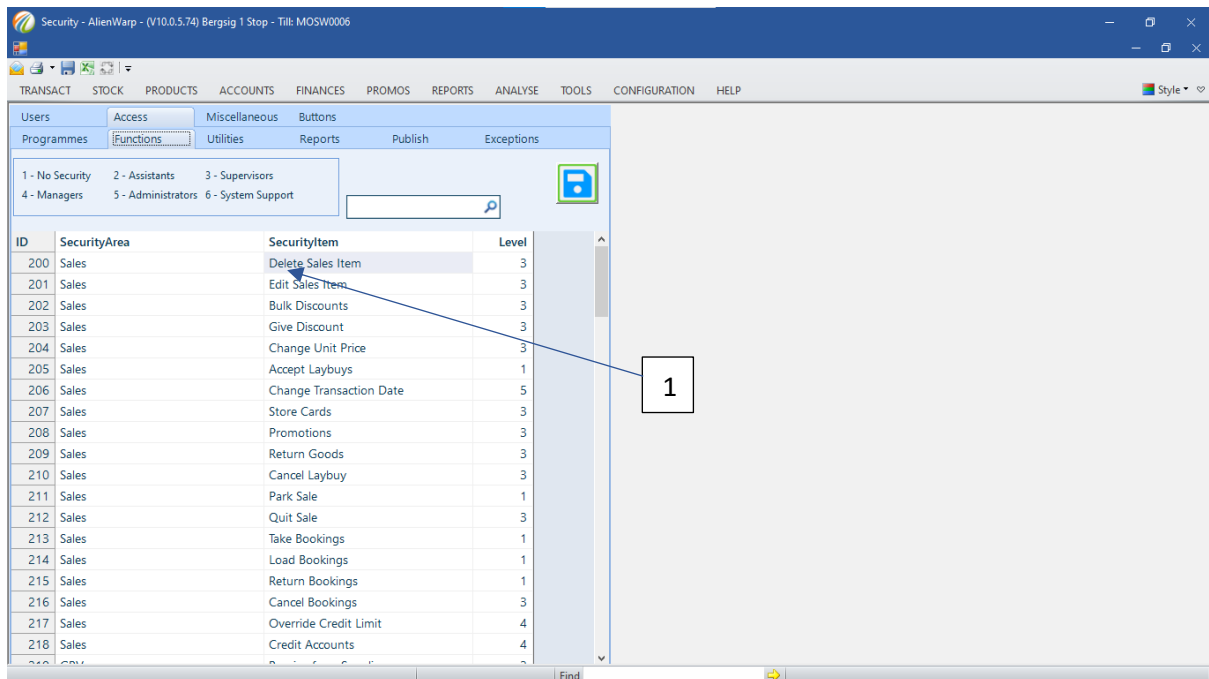 Security - AlienWarp - (V10.0.5.74) Bergsig 1 Stop - Till: MOSW0006
TRANSACT STOCK PRODUCTS ACCOUNTS FINANCES PROMOS REPORTS ANALYSE TOOLS CONFIGURATION HELP Style
Users Access Miscellaneous Buttons
Programmes Functions Utilities Reports Publish Exceptions
1 - No Security 2 - Assistants 3 - Supervisors
4 - Managers 5 - Administrators 6 - System Support
ID SecurityArea SecurityItem Level
200 Sales Delete Sales Item 3
201 Sales Edit Sales Item 3
202 Sales Bulk Discounts 3
203 Sales Give Discount 3
204 Sales Change Unit Price 3
205 Sales Accept Laybuys 1
206 Sales Change Transaction Date 5
1
207 Sales Store Cards 3
208 Sales Promotions 3
209 Sales Return Goods 3
210 Sales Cancel Laybuy 3
211 Sales Park Sale 1
212 Sales Quit Sale 3
213 Sales Take Bookings 1
214 Sales Load Bookings 1
215 Sales Return Bookings 1
216 Sales Cancel Bookings 3
217 Sales Override Credit Limit 4
218 Sales Credit Accounts 4
Find